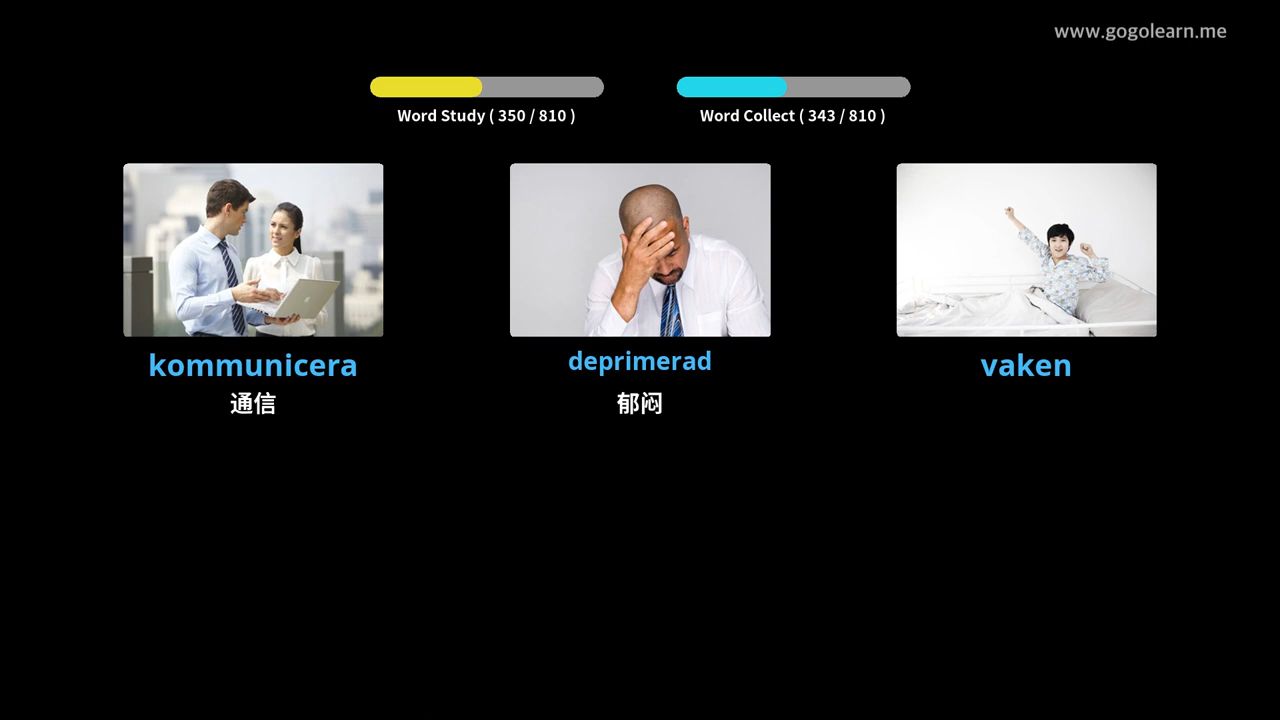 www.gogolearn.me
Word Study ( 350 / 810 )
Word Collect ( 343 / 810 )
kommunicera
通信
deprimerad
郁闷
vaken